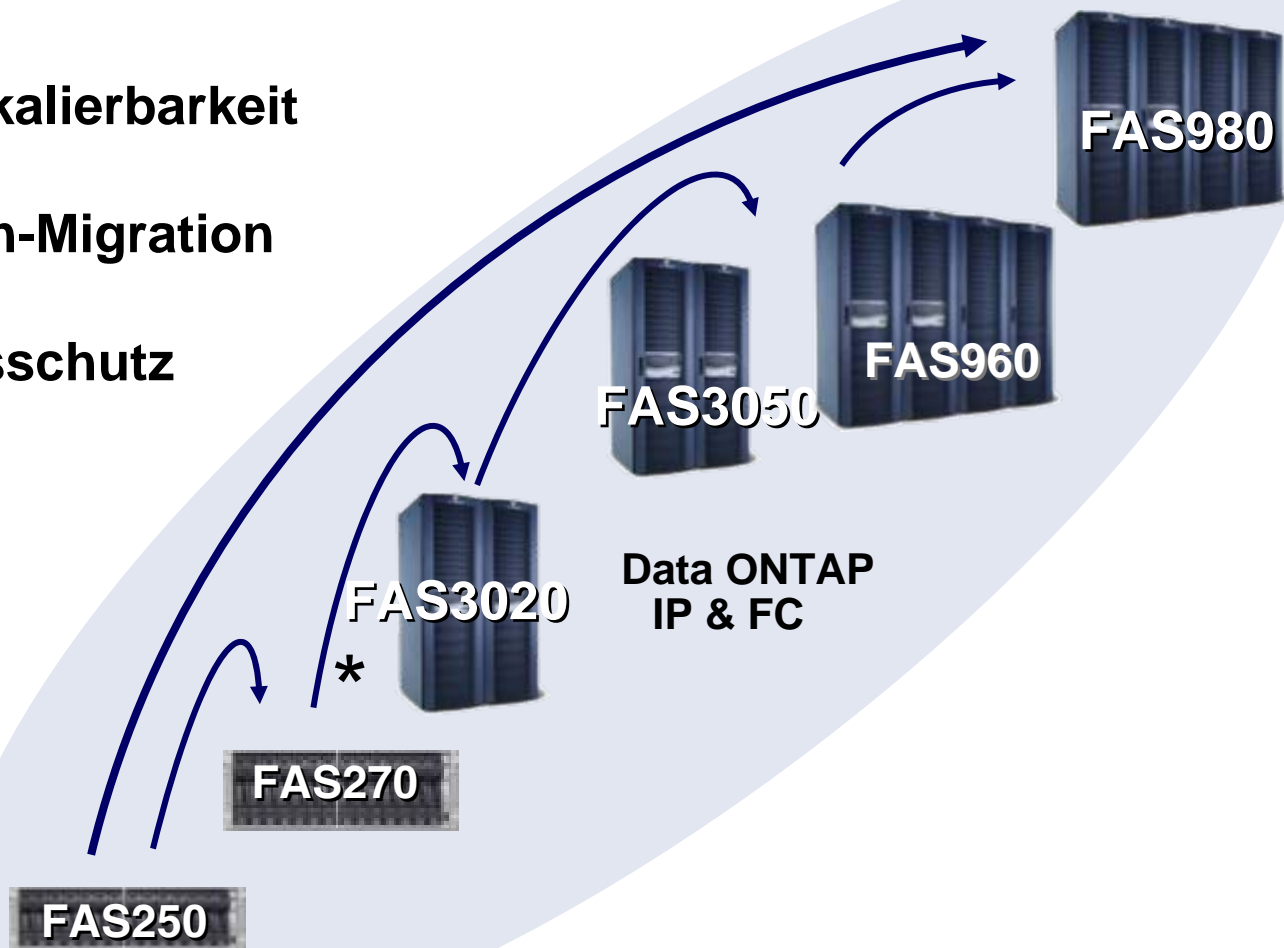 kalierbarkeit
n-Migration
sschutz
FAS980
FAS960
FAS3050
FAS3020
Data ONTAP
IP & FC
*
FAS270
FAS250